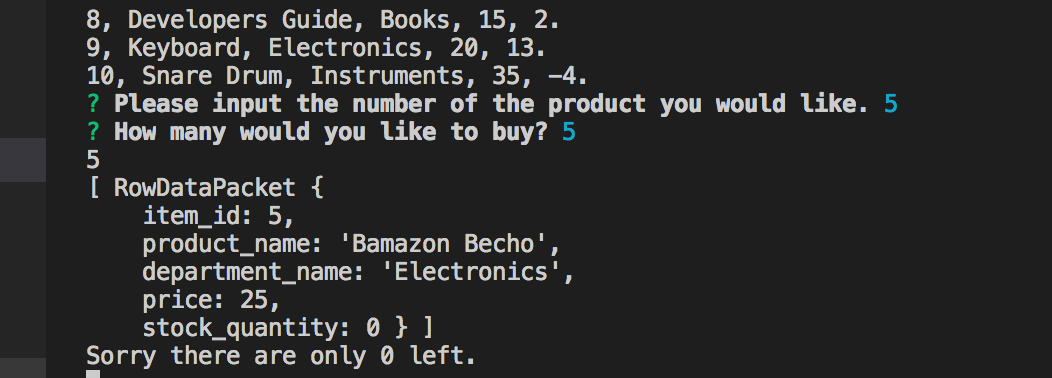 8, Developers Guide, Books, 15, 2.
9, Keyboard, Electronics, 20, 13.
10, Snare Drum, Instruments, 35, -4.
? Please input the number of the product you would like. 5
? How many would you like to buy? 5
5
[ RowDataPacket {
    item_id: 5,
    product_name: 'Bamazon Becho',
    department_name: 'Electronics',
    price: 25,
    stock_quantity: 0 } ]
Sorry there are only 0 left.